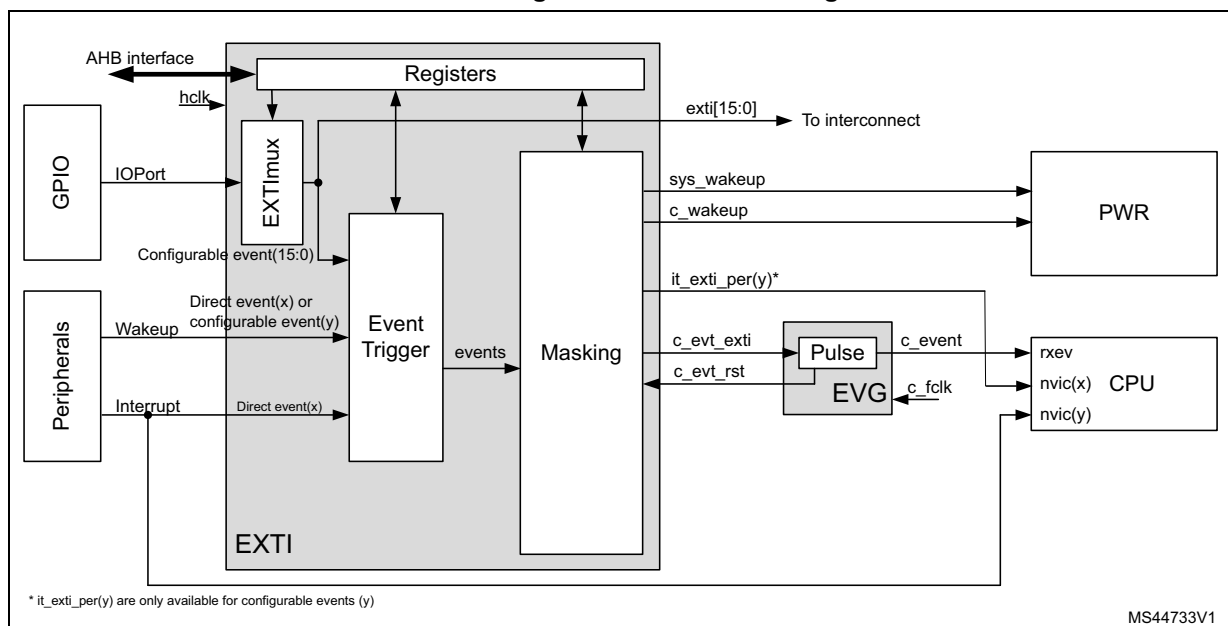 AHB interface
Registers
hclk
exti[15:0]
To interconnect
GPIO
IOPort
EXTImux
sys_wakeup
c_wakeup
PWR
Configurable event(15:0)
it_exti_per(y)*
Peripherals
Direct event(x) or
configurable event(y)
Wakeup
Event
Trigger
events
Masking
c_evt_exti
Pulse
c_event
rxev
c_evt_rst
EVG
c_fclk
nvic(x)
CPU
Interrupt
Direct event(x)
nvic(y)
EXTI
* it_exti_per(y) are only available for configurable events (y)
MS44733V1